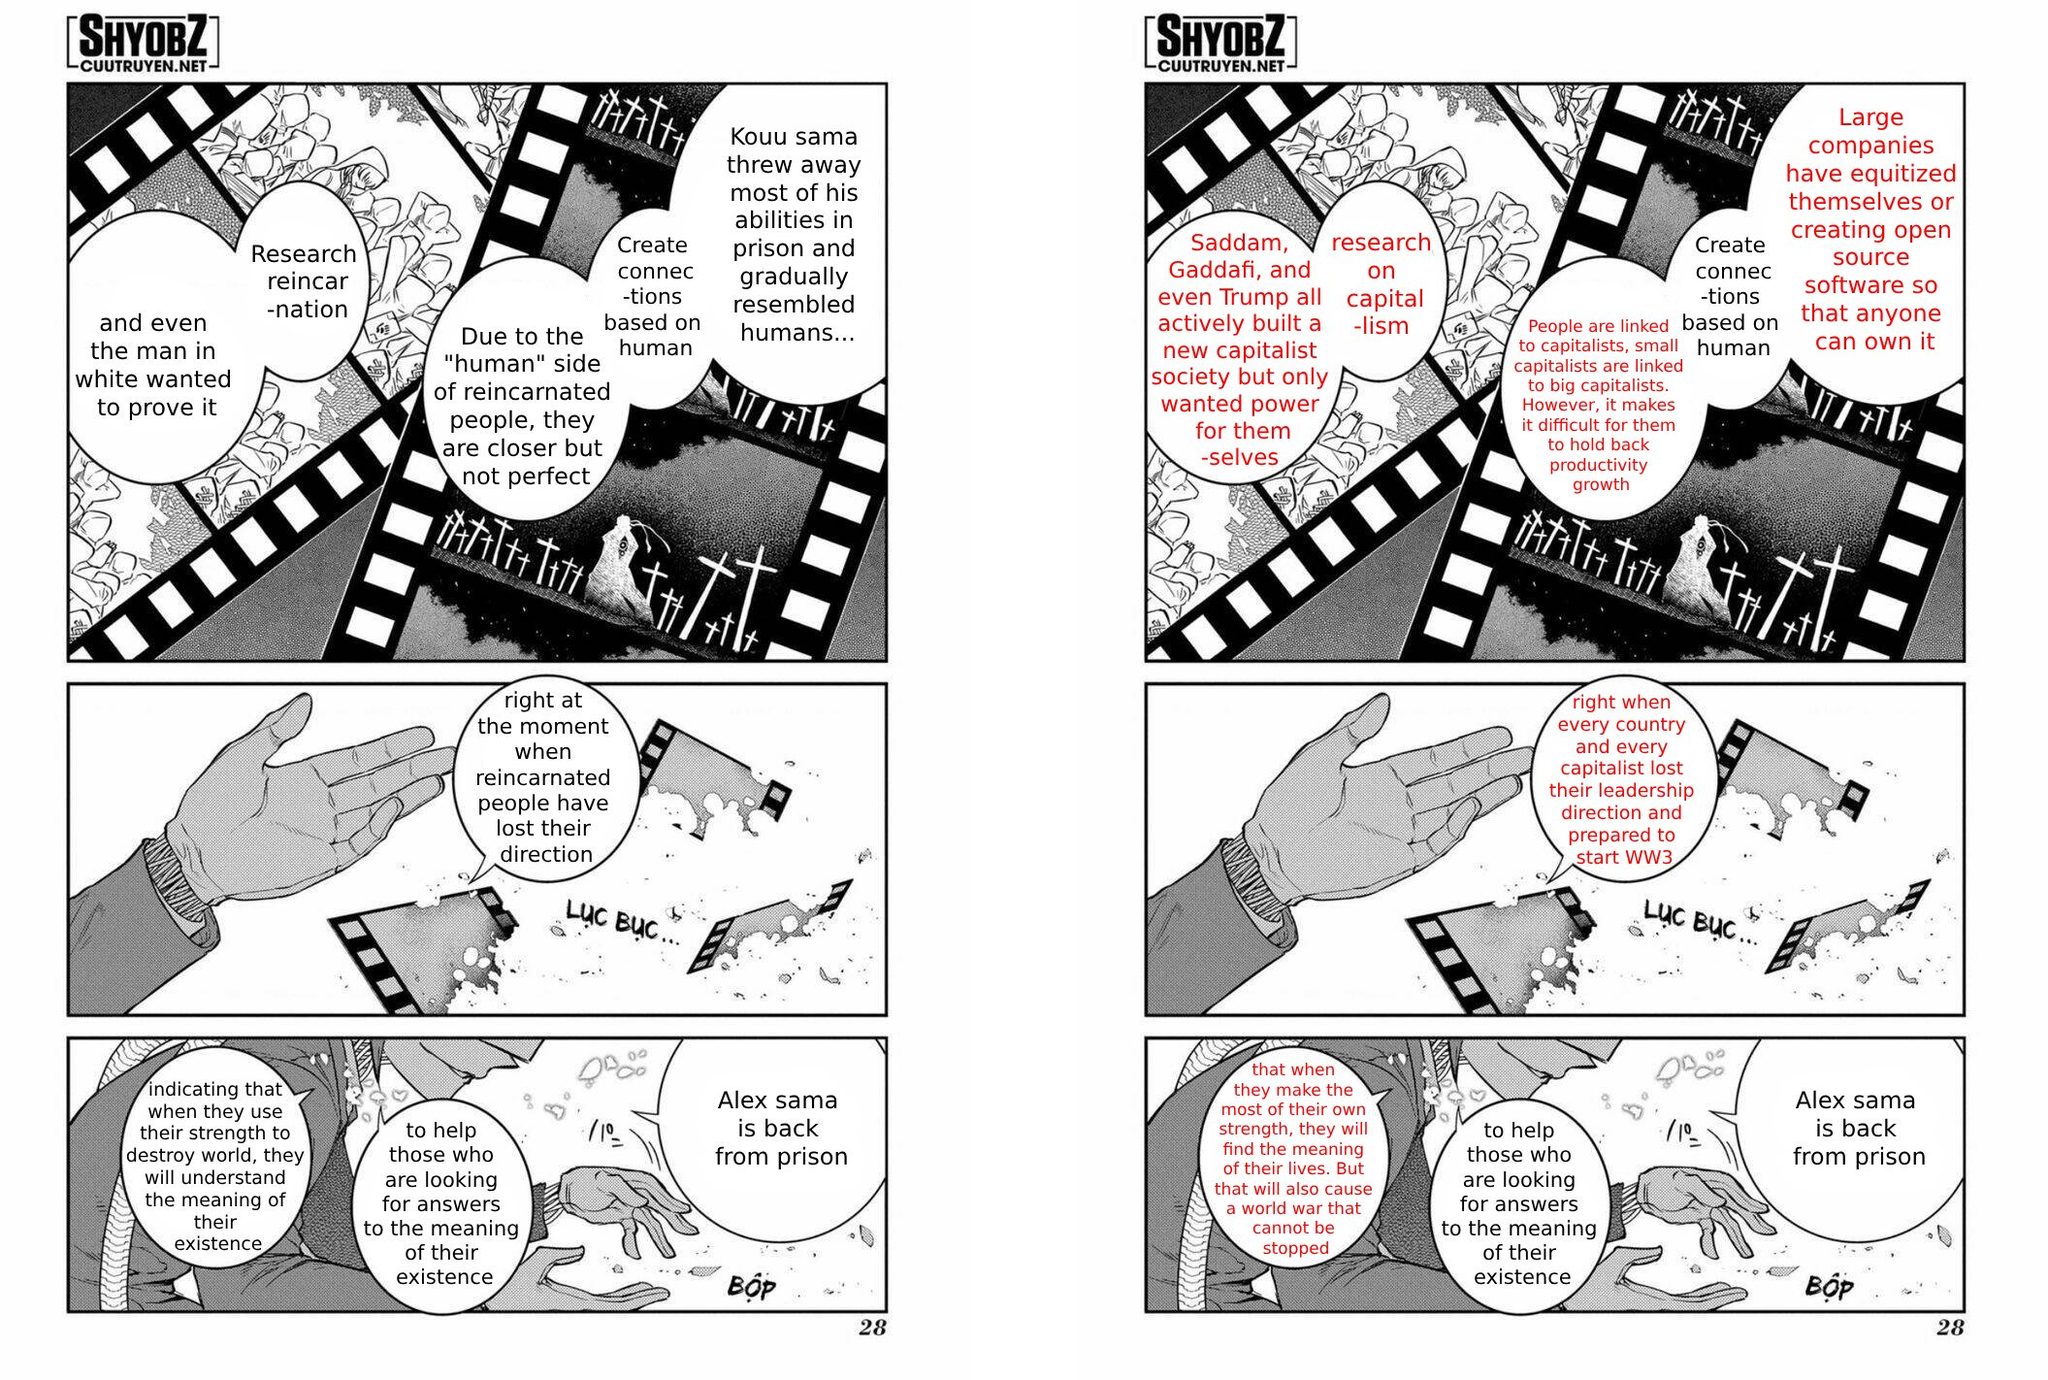 SHYOBZ
CUUTRUYEN.NET
Kouu sama
threw away
most of his
abilities in
prison and
gradually
resembled
humans...
Create
connec
-tions
based on
human
Due to the
"human" side
of reincarnated
people, they
are closer but
not perfect
Research
reincar
-nation
and even
the man in
white wanted
to prove it
right at
the moment
when
reincarnated
people have
lost their
direction
LỤC BỤC...
Alex sama
is back
from prison
to help
those who
are looking
for answers
to the meaning
of their
existence
indicating that
when they use
their strength to
destroy world, they
will understand
the meaning of
their
existence
BỘP
28
SHYOBZ
CUUTRUYEN.NET
Large
companies
have equitized
themselves or
creating open
source
software so
that anyone
can own it
Create
connec
-tions
based on
human
People are linked
to capitalists, small
capitalists are linked
to big capitalists.
However, it makes
it difficult for them
to hold back
productivity
growth
research
on
capital
-lism
Saddam,
Gaddafi, and
even Trump all
actively built a
new capitalist
society but only
wanted power
for them
-selves
right when
every country
and every
capitalist lost
their leadership
direction and
prepared to
start WW3
LỤC BỤC...
Alex sama
is back
from prison
to help
those who
are looking
for answers
to the meaning
of their
existence
that when
they make the
most of their own
strength, they will
find the meaning
of their lives. But
that will also cause
a world war that
cannot be
stopped
BỘP
28